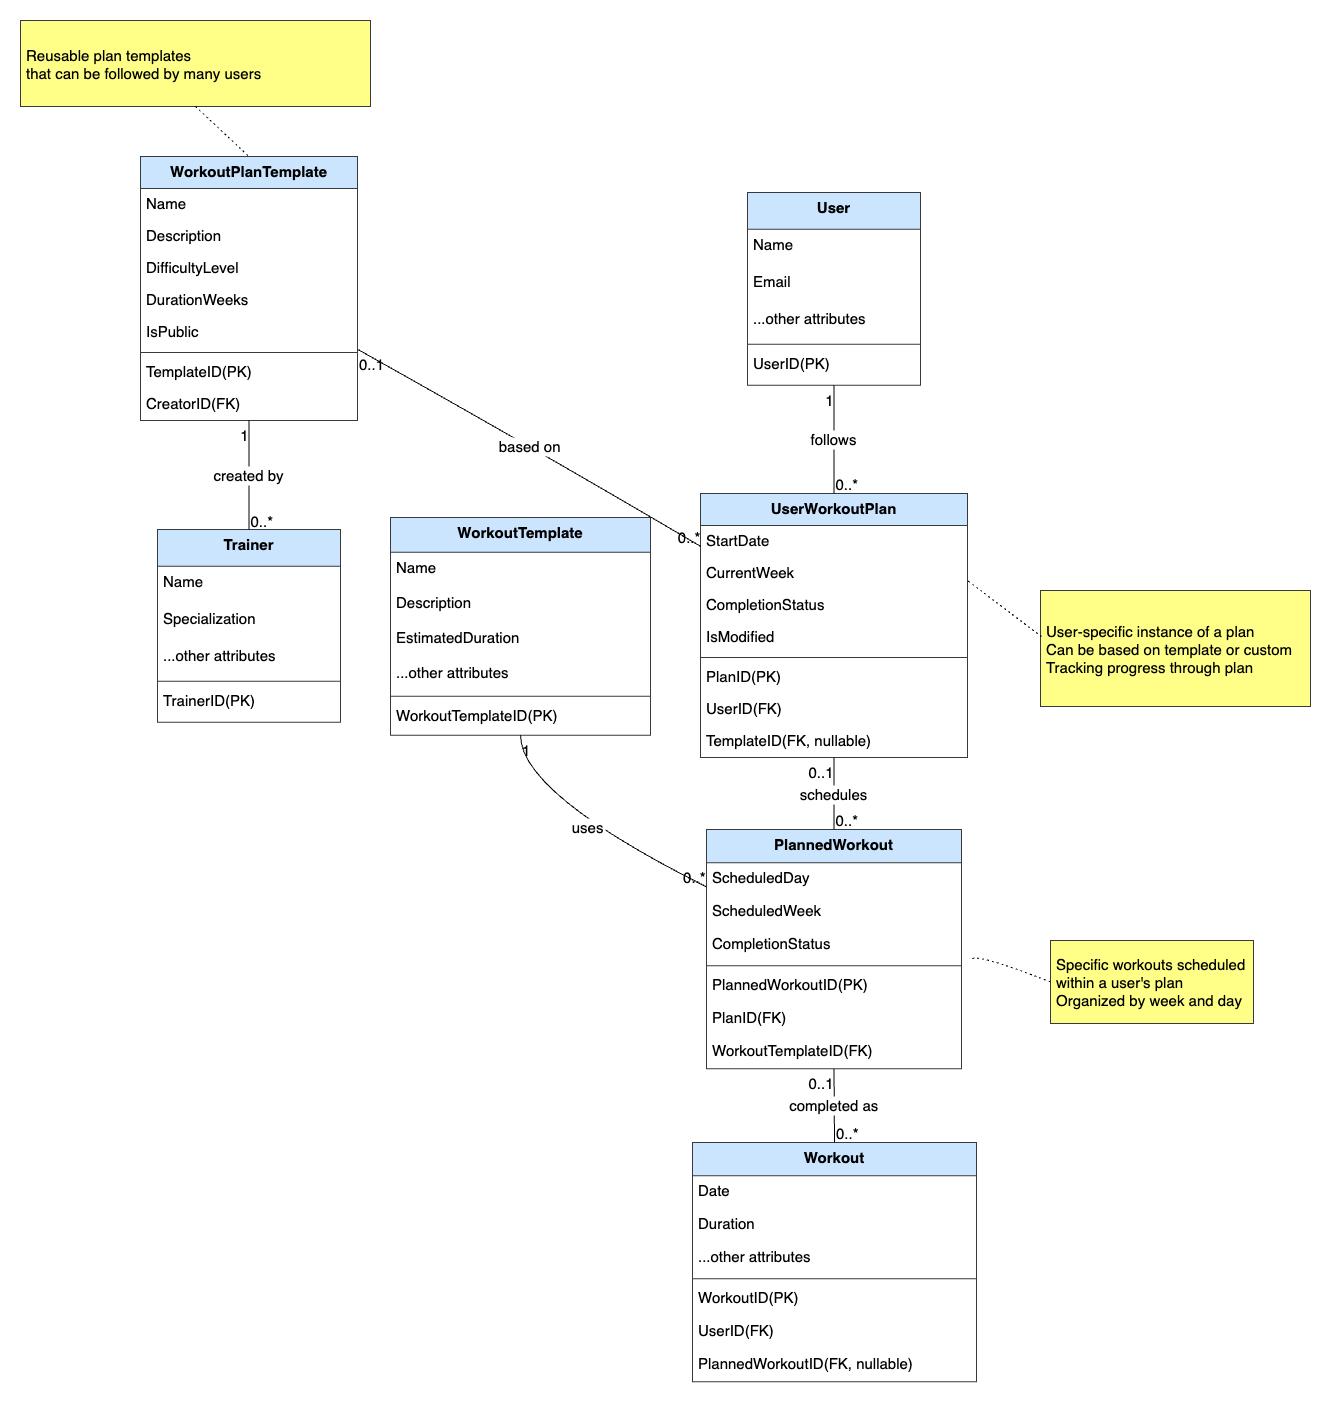 Reusable plan templates
that can be followed by many users
WorkoutPlanTemplate
Name
Description
DifficultyLevel
DurationWeeks
IsPublic
TemplateID(PK)
CreatorID(FK)
User
Name
Email
...other attributes
UserID(PK)
0..1
based on
0..*
1
created by
0..*
1
follows
0..*
Trainer
Name
Specialization
...other attributes
TrainerID(PK)
WorkoutTemplate
Name
Description
EstimatedDuration
...other attributes
WorkoutTemplateID(PK)
UserWorkoutPlan
StartDate
CurrentWeek
CompletionStatus
IsModified
PlanID(PK)
UserID(FK)
TemplateID(FK, nullable)
User-specific instance of a plan
Can be based on template or custom
Tracking progress through plan
1
uses
0..*
0..1
schedules
0..*
PlannedWorkout
ScheduledDay
ScheduledWeek
CompletionStatus
PlannedWorkoutID(PK)
PlanID(FK)
WorkoutTemplateID(FK)
Specific workouts scheduled
within a user's plan
Organized by week and day
0..1
completed as
0..*
Workout
Date
Duration
...other attributes
WorkoutID(PK)
UserID(FK)
PlannedWorkoutID(FK, nullable)